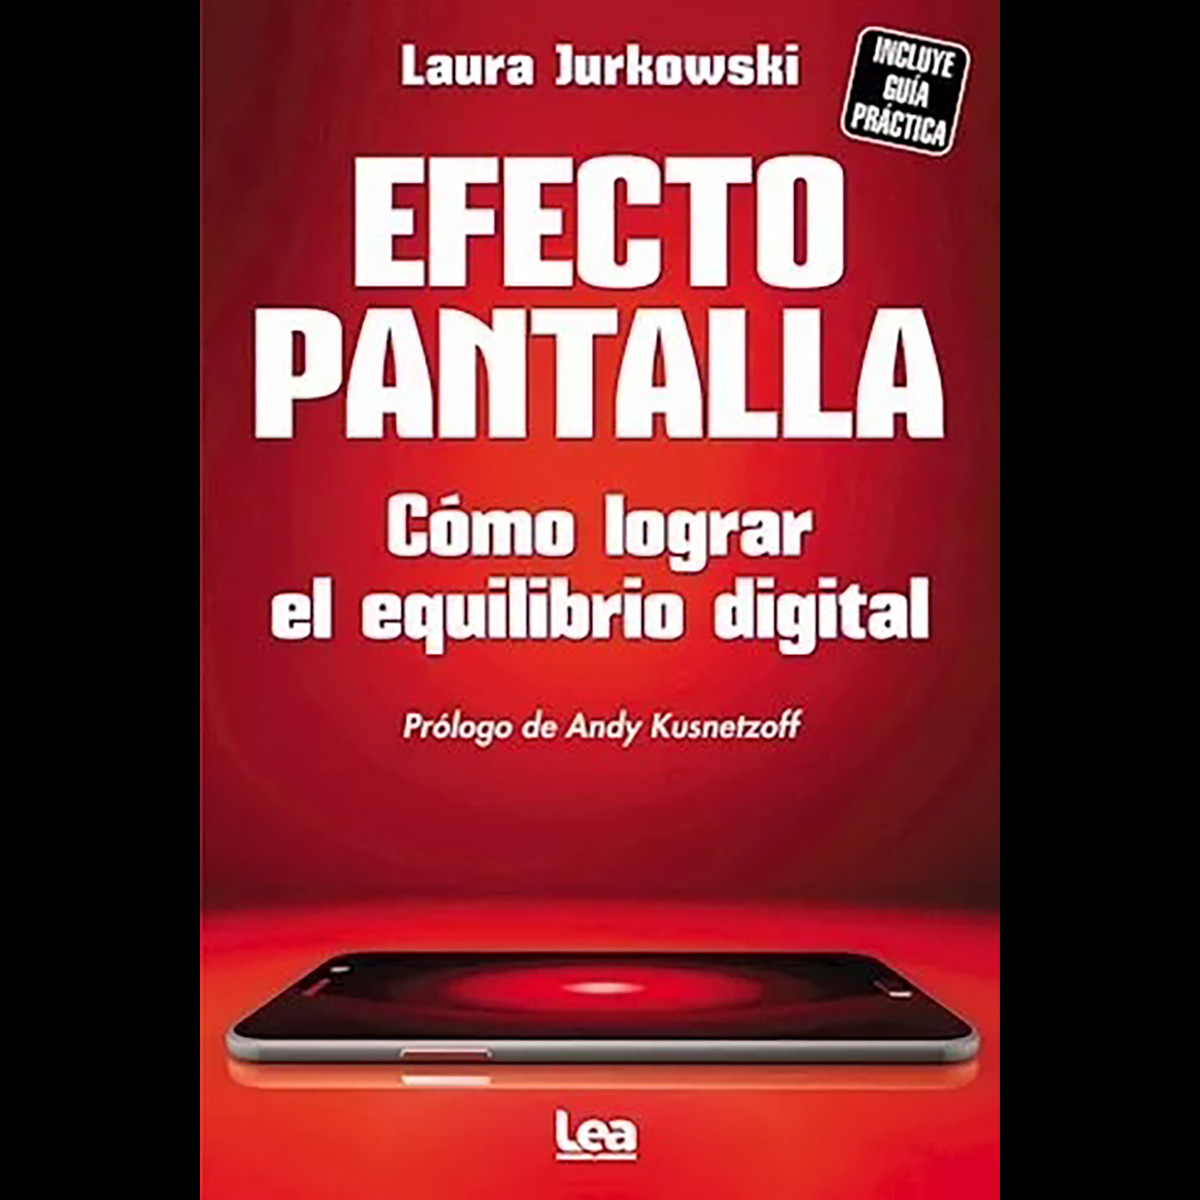 Laura Jurkowski
INCLUYE
GUÍA
PRÁCTICA
EFECTO
PANTALLA
Cómo lograr
el equilibrio digital
Prólogo de Andy Kusnetzoff
Lea